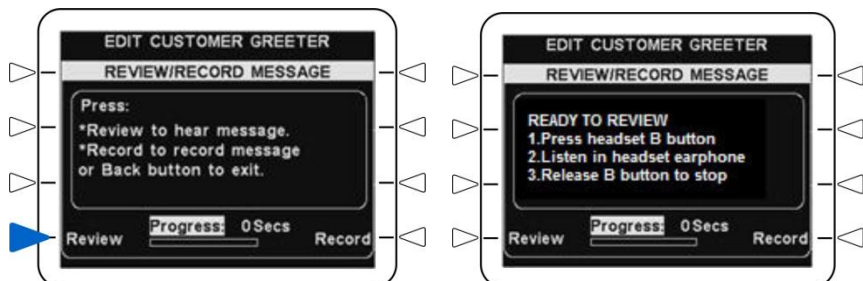 EDIT CUSTOMER GREETER
REVIEW/RECORD MESSAGE
Press:
*Review to hear message.
*Record to record message
or Back button to exit.
Progress: 0Secs
Review Record
EDIT CUSTOMER GREETER
REVIEW/RECORD MESSAGE
READY TO REVIEW
1.Press headset B button
2.Listen in headset earphone
3.Release B button to stop
Progress: 0Secs
Review Record